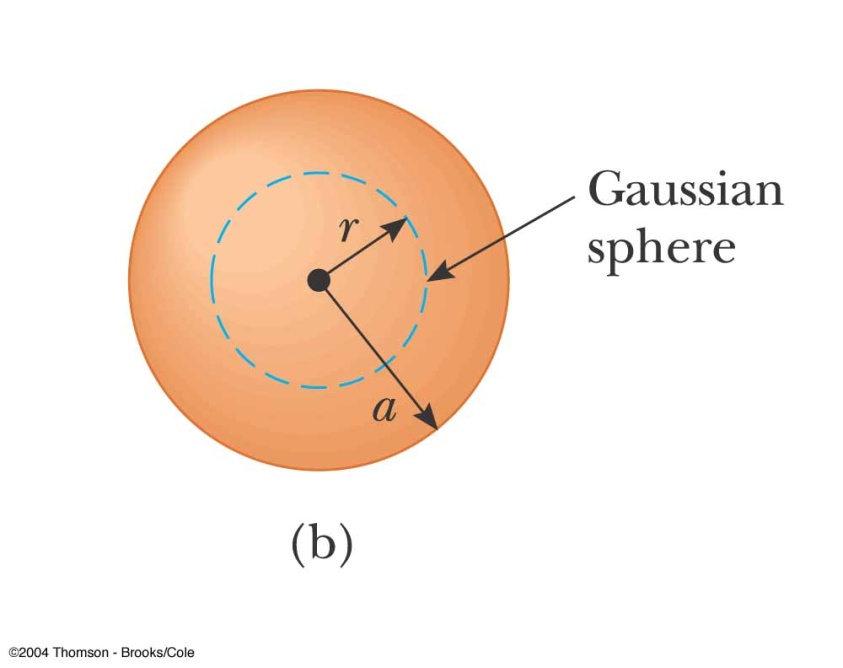 Gaussian
sphere
r
a
(b)
©2004 Thomson - Brooks/Cole